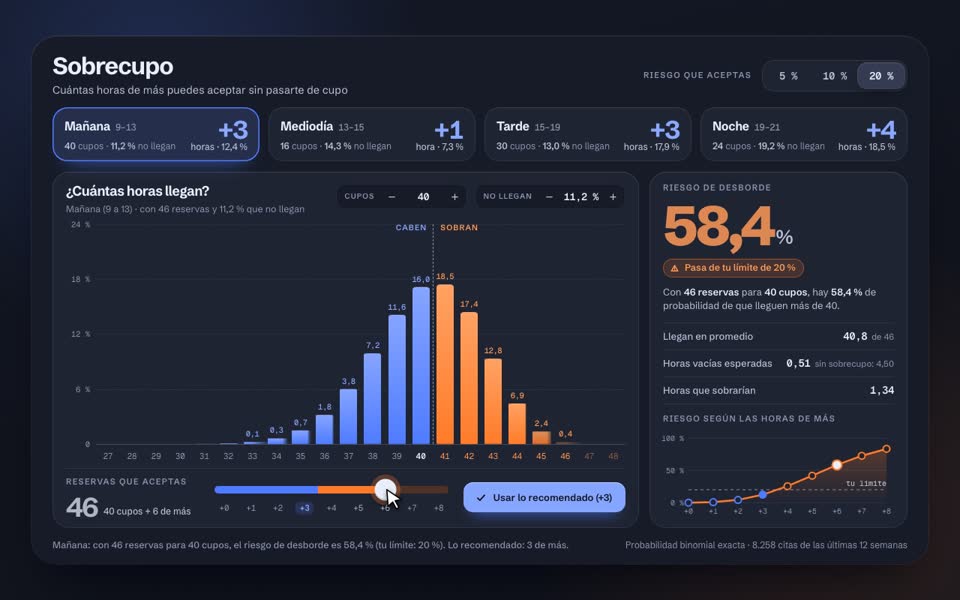 Sobrecupo
Cuántas horas de más puedes aceptar sin pasarte de cupo
RIESGO QUE ACEPTAS 5 % 10 % 20 %
Mañana 9–13 +3
40 cupos · 11,2 % no llegan horas · 12,4 %
Mediodía 13–15 +1
16 cupos · 14,3 % no llegan hora · 7,3 %
Tarde 15–19 +3
30 cupos · 13,0 % no llegan horas · 17,9 %
Noche 19–21 +4
24 cupos · 19,2 % no llegan horas · 18,5 %
¿Cuántas horas llegan?
Mañana (9 a 13) · con 46 reservas y 11,2 % que no llegan
CUPOS − 40 + NO LLEGAN − 11,2 % +
24 %
18 %
12 %
6 %
0
CABEN SOBRAN
0,1 0,3 0,7 1,8 3,8 7,2 11,6 16,0 18,5 17,4 12,8 6,9 2,4 0,4
27 28 29 30 31 32 33 34 35 36 37 38 39 40 41 42 43 44 45 46 47 48
RESERVAS QUE ACEPTAS
46 40 cupos + 6 de más
+0 +1 +2 +3 +4 +5 +6 +7 +8
Usar lo recomendado (+3)
RIESGO DE DESBORDE
58,4%
Pasa de tu límite de 20 %
Con 46 reservas para 40 cupos, hay 58,4 % de
probabilidad de que lleguen más de 40.
Llegan en promedio 40,8 de 46
Horas vacías esperadas 0,51 sin sobrecupo: 4,50
Horas que sobrarían 1,34
RIESGO SEGÚN LAS HORAS DE MÁS
100 %
50 %
0 %
tu límite
+0 +1 +2 +3 +4 +5 +6 +7 +8
Mañana: con 46 reservas para 40 cupos, el riesgo de desborde es 58,4 % (tu límite: 20 %). Lo recomendado: 3 de más.
Probabilidad binomial exacta · 8.258 citas de las últimas 12 semanas